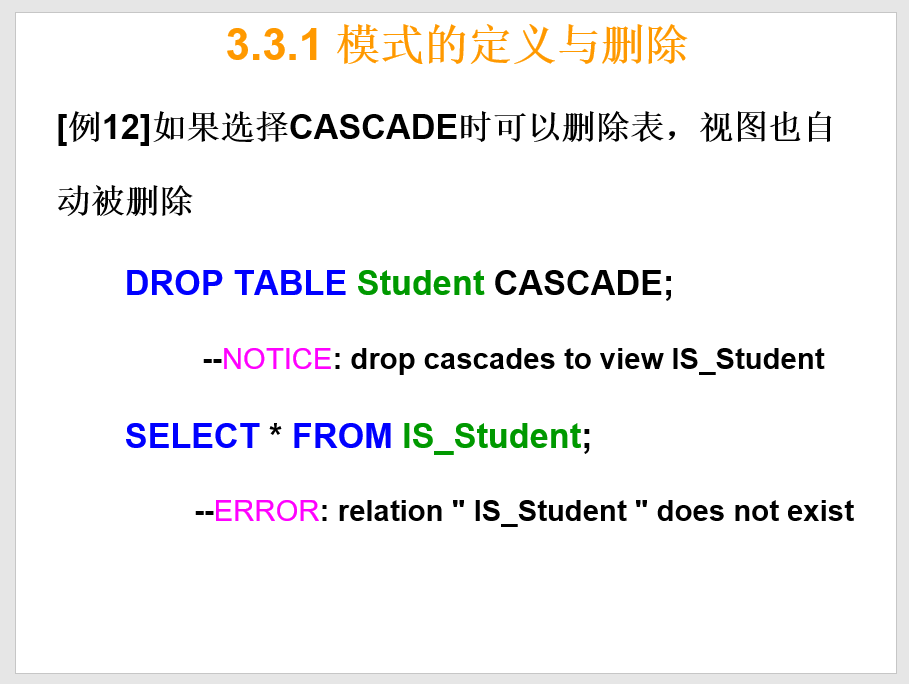 3.3.1 模式的定义与删除
[例12]如果选择CASCADE时可以删除表，视图也自
动被删除
DROP TABLE Student CASCADE;
--NOTICE: drop cascades to view IS_Student
SELECT * FROM IS_Student;
--ERROR: relation " IS_Student " does not exist